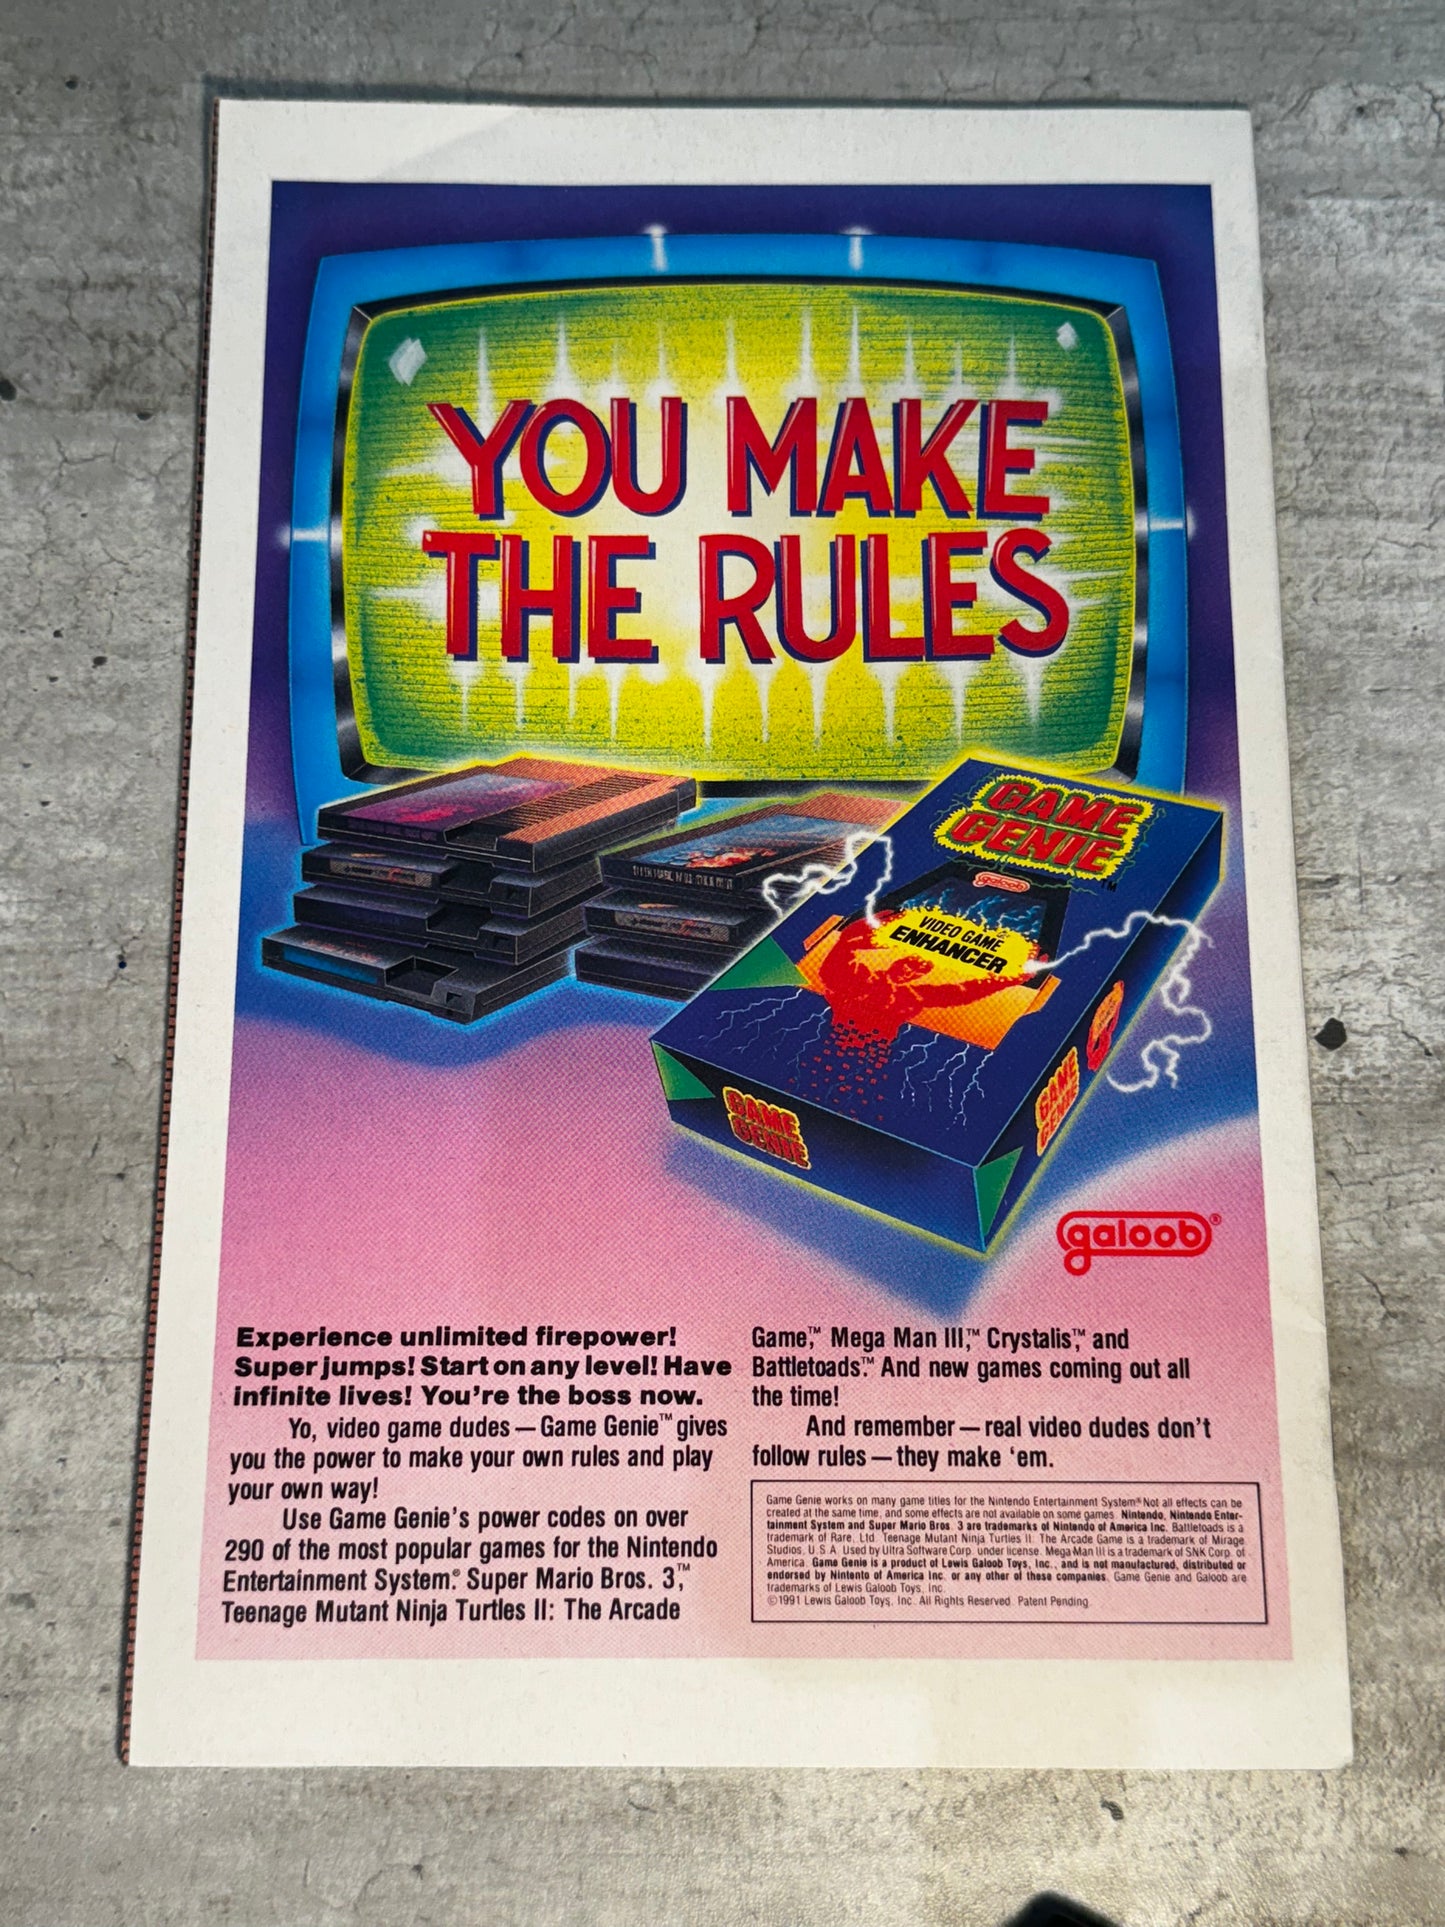 YOU MAKE
THE RULES
GAME
GENIE™
galoob
VIDEO GAME
ENHANCER
GAME
GENIE
GAME
GENIE
galoob®
Experience unlimited firepower!
Super jumps! Start on any level! Have
infinite lives! You're the boss now.
Yo, video game dudes — Game Genie™ gives
you the power to make your own rules and play
your own way!
Use Game Genie's power codes on over
290 of the most popular games for the Nintendo
Entertainment System.® Super Mario Bros. 3,™
Teenage Mutant Ninja Turtles II: The Arcade
Game,™ Mega Man III,™ Crystalis,™ and
Battletoads.™ And new games coming out all
the time!
And remember — real video dudes don't
follow rules — they make 'em.
Game Genie works on many game titles for the Nintendo Entertainment System® Not all effects can be
created at the same time, and some effects are not available on some games. Nintendo, Nintendo Enter-
tainment System and Super Mario Bros. 3 are trademarks of Nintendo of America Inc. Battletoads is a
trademark of Rare, Ltd. Teenage Mutant Ninja Turtles II: The Arcade Game is a trademark of Mirage
Studios, U.S.A. Used by Ultra Software Corp. under license. Mega Man III is a trademark of SNK Corp. of
America. Game Genie is a product of Lewis Galoob Toys, Inc., and is not manufactured, distributed or
endorsed by Nintento of America Inc. or any other of these companies. Game Genie and Galoob are
trademarks of Lewis Galoob Toys, Inc.
©1991 Lewis Galoob Toys, Inc. All Rights Reserved. Patent Pending.